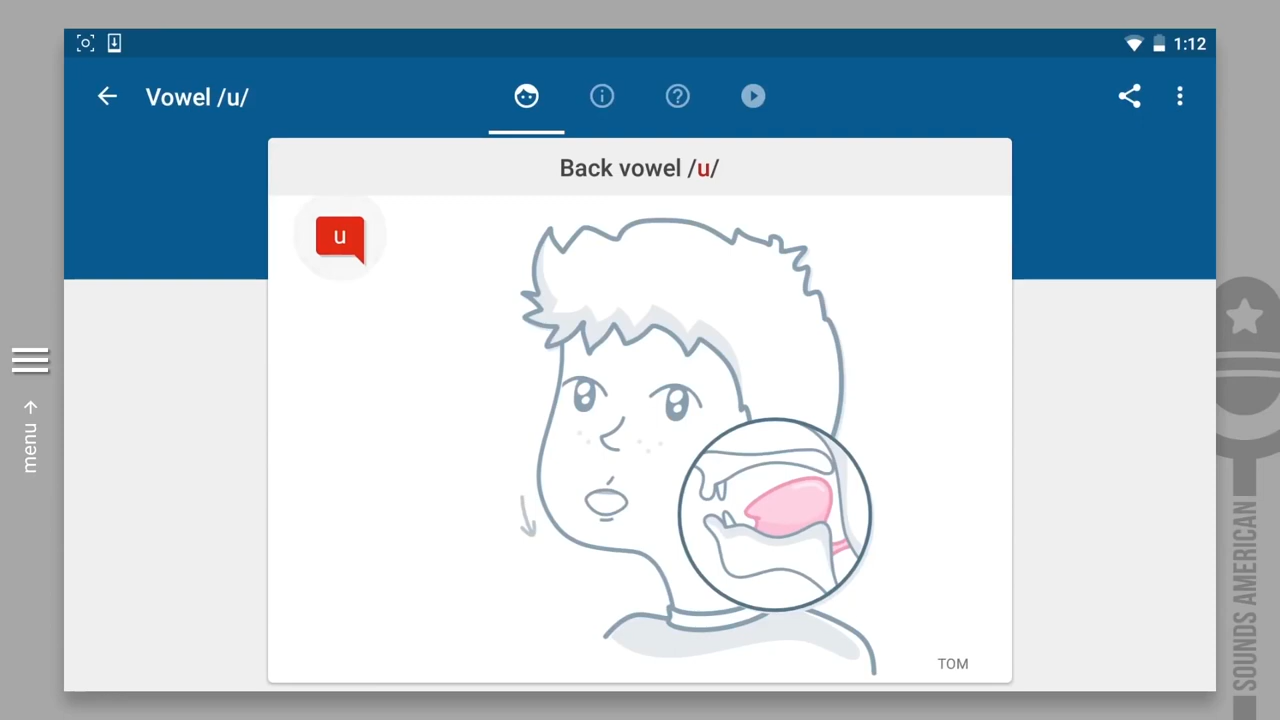 1:12
Vowel /u/
Back vowel /u/
u
menu
TOM
SOUNDS AMERICAN